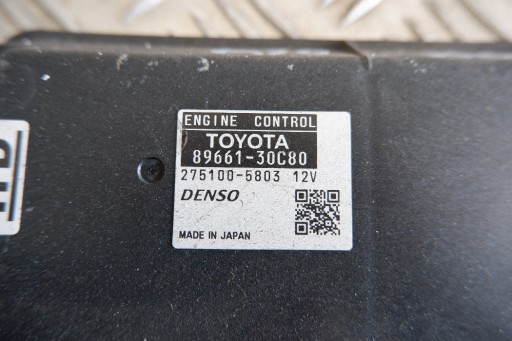 ENGINE CONTROL
TOYOTA
89661-30C80
275100-5803 12V
DENSO
MADE IN JAPAN